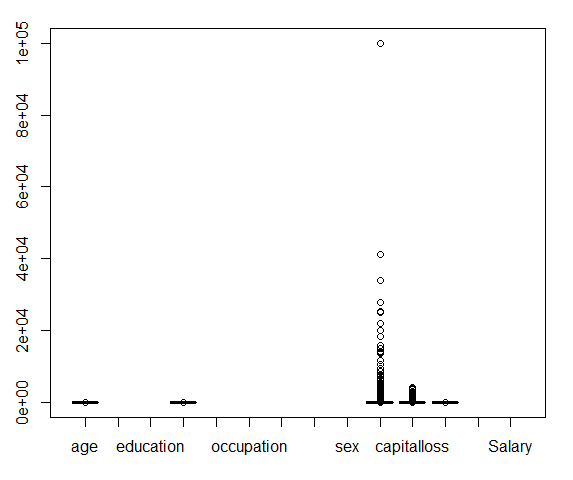 1e+05
8e+04
6e+04
4e+04
2e+04
0e+00
age education occupation sex capitalloss Salary